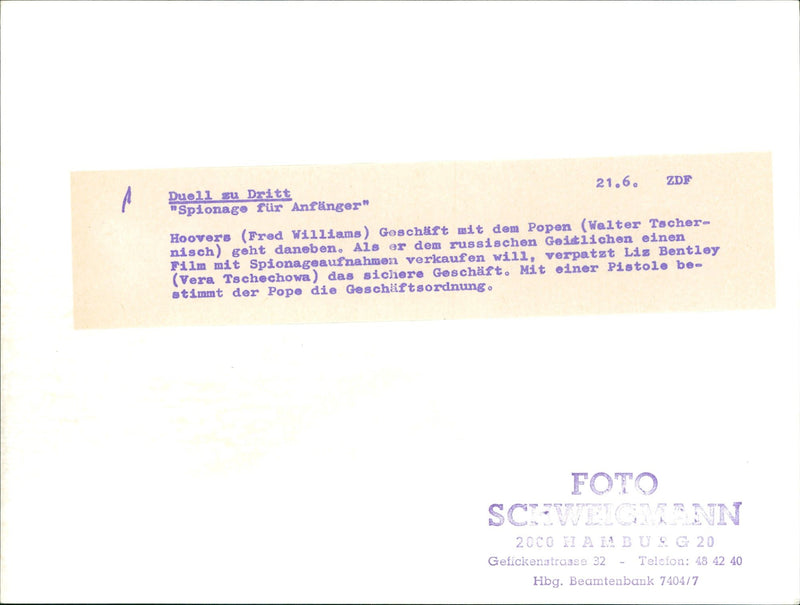 1
Duell zu Dritt 21.6. ZDF
"Spionage für Anfänger"
Hoovers (Fred Williams) Geschäft mit dem Popen (Walter Tscher-
nisch) geht daneben. Als er dem russischen Geistlichen einen
Film mit Spionageaufnahmen verkaufen will, verpatzt Liz Bentley
(Vera Tschechowa) das sichere Geschäft. Mit einer Pistole be-
stimmt der Pope die Geschäftsordnung.
FOTO
SCHWEIGMANN
2000 HAMBURG 20
Geffckenstrasse 32 - Telefon: 48 42 40
Hbg. Beamtenbank 7404/7